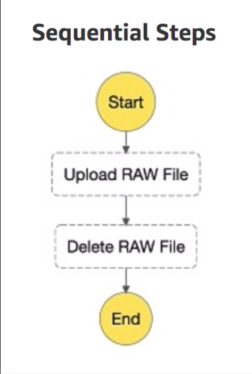 Sequential Steps
Start
Upload RAW File
Delete RAW File
End